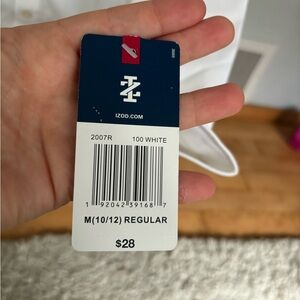 IZOD.COM
2007R 100 WHITE
1 92042 39168 7
M(10/12) REGULAR
$28